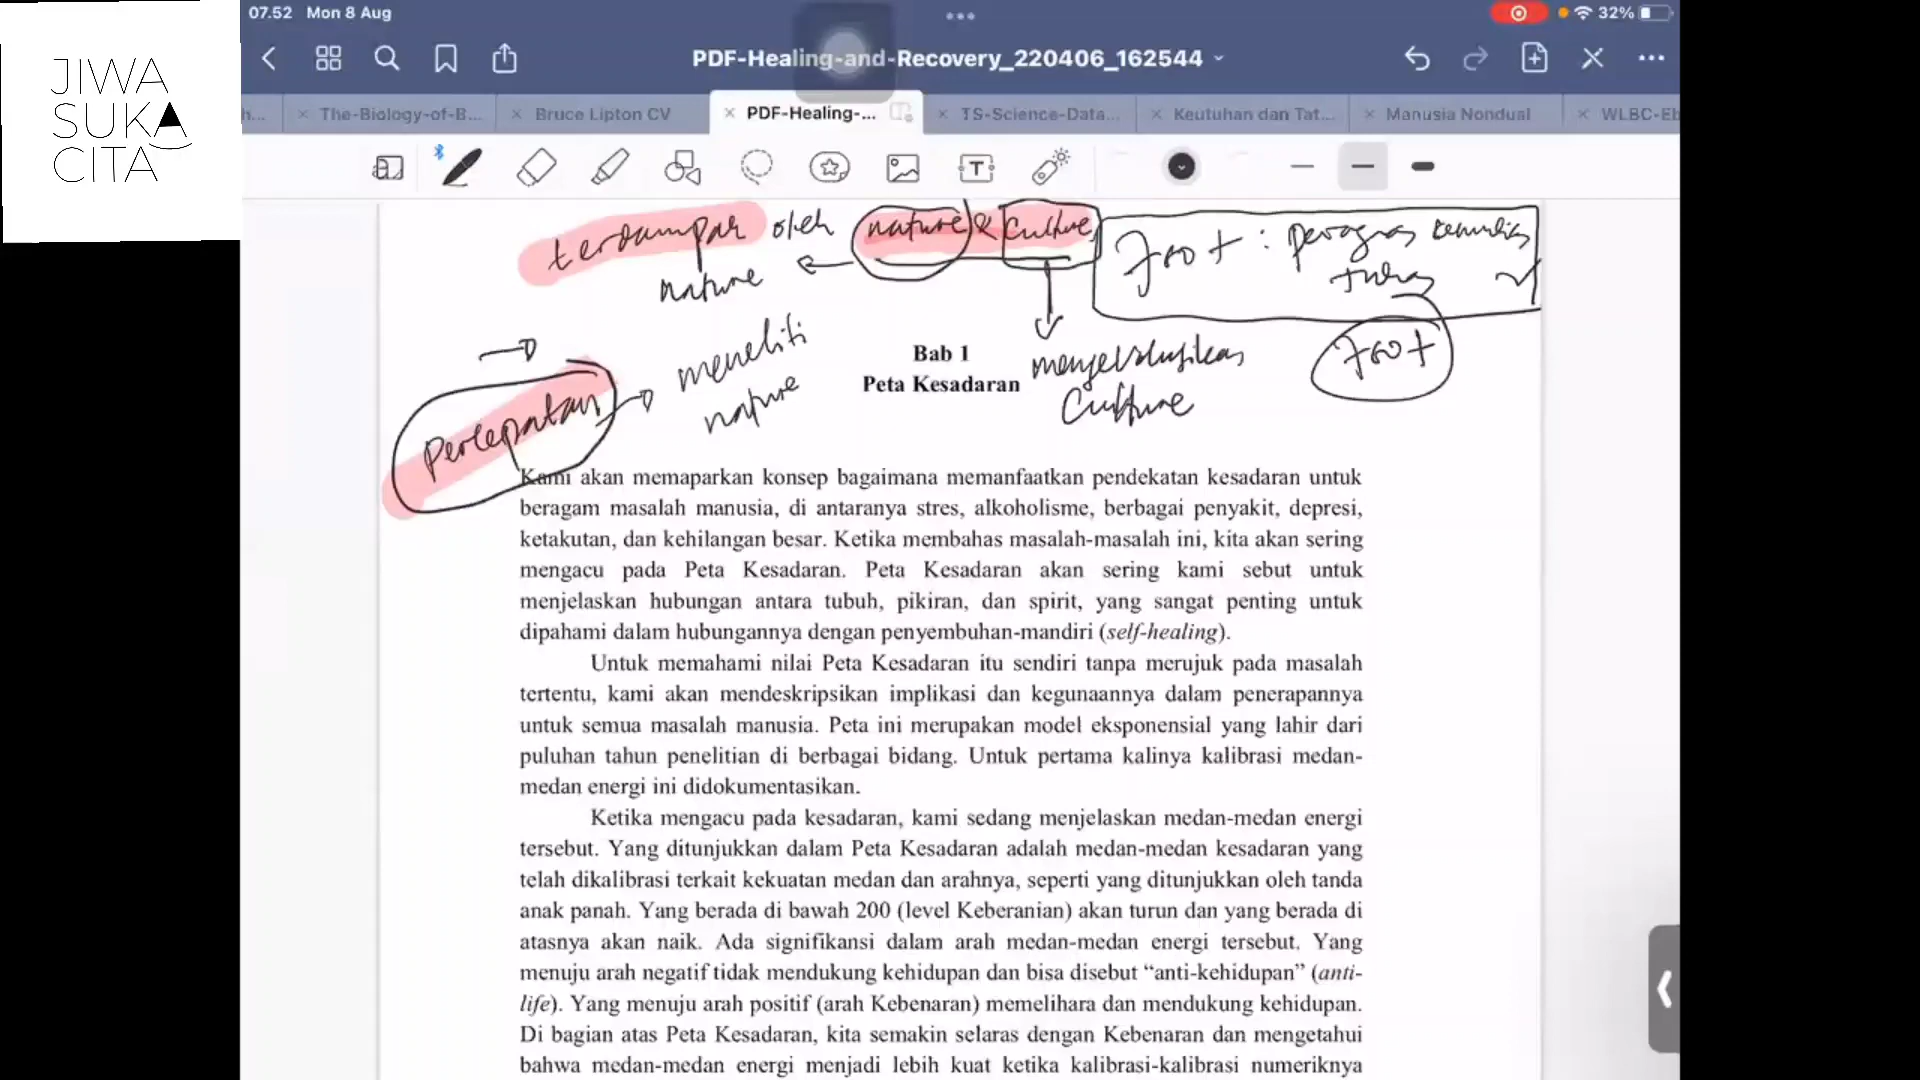 07.52 Mon 8 Aug
32%
JIWA
SUKA
CITA
PDF-Healing-and-Recovery_220406_162544
h...
The-Biology-of-B...
Bruce Lipton CV
PDF-Healing-...
TS-Science-Data...
Keutuhan dan Tat...
Manusia Nondual
WLBC-Eb
terdampar oleh nature & culture
nature
meneliti
nature
Percepatan
culture
Bab 1
Peta Kesadaran
Kami akan memaparkan konsep bagaimana memanfaatkan pendekatan kesadaran untuk
beragam masalah manusia, di antaranya stres, alkoholisme, berbagai penyakit, depresi,
ketakutan, dan kehilangan besar. Ketika membahas masalah-masalah ini, kita akan sering
mengacu pada Peta Kesadaran. Peta Kesadaran akan sering kami sebut untuk
menjelaskan hubungan antara tubuh, pikiran, dan spirit, yang sangat penting untuk
dipahami dalam hubungannya dengan penyembuhan-mandiri (self-healing).
Untuk memahami nilai Peta Kesadaran itu sendiri tanpa merujuk pada masalah
tertentu, kami akan mendeskripsikan implikasi dan kegunaannya dalam penerapannya
untuk semua masalah manusia. Peta ini merupakan model eksponensial yang lahir dari
puluhan tahun penelitian di berbagai bidang. Untuk pertama kalinya kalibrasi medan-
medan energi ini didokumentasikan.
Ketika mengacu pada kesadaran, kami sedang menjelaskan medan-medan energi
tersebut. Yang ditunjukkan dalam Peta Kesadaran adalah medan-medan kesadaran yang
telah dikalibrasi terkait kekuatan medan dan arahnya, seperti yang ditunjukkan oleh tanda
anak panah. Yang berada di bawah 200 (level Keberanian) akan turun dan yang berada di
atasnya akan naik. Ada signifikansi dalam arah medan-medan energi tersebut. Yang
menuju arah negatif tidak mendukung kehidupan dan bisa disebut “anti-kehidupan” (anti-
life). Yang menuju arah positif (arah Kebenaran) memelihara dan mendukung kehidupan.
Di bagian atas Peta Kesadaran, kita semakin selaras dengan Kebenaran dan mengetahui
bahwa medan-medan energi menjadi lebih kuat ketika kalibrasi-kalibrasi numeriknya